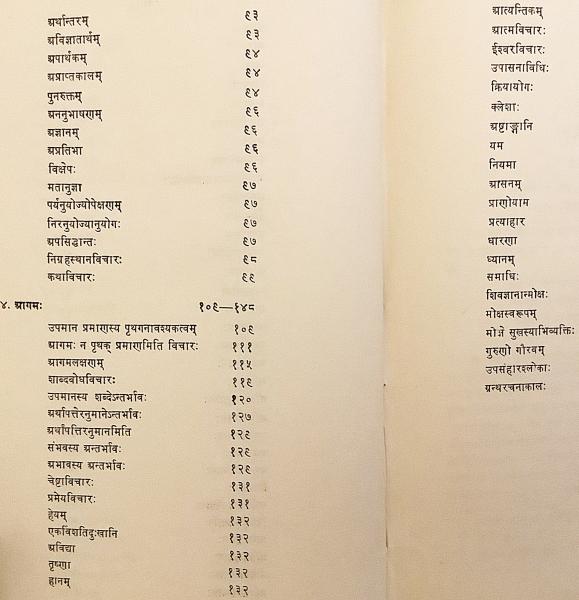 अर्थान्तरम् ९३
अविज्ञातार्थम् ९३
अपार्थकम् ९४
अप्राप्तकालम् ९४
पुनरुक्तम् ९४
अननुभाषणम् ९६
अज्ञानम् ९६
अप्रतिभा ९६
विक्षेपः ९६
मतानुज्ञा ९७
पर्यनुयोज्योपेक्षणम् ९७
निरनुयोज्यानुयोगः ९७
अपसिद्धान्तः ९७
निग्रहस्थानविचारः ९८
कथाविचारः ९९
४. आगमः १०९—१४८
उपमान प्रमाणस्य पृथगनावश्यकत्वम् १०९
आगमः न पृथक् प्रमाणमिति विचारः १११
आगमलक्षणम् ११५
शाब्दबोधविचारः ११९
उपमानस्य शब्देऽन्तर्भावः १२०
अर्थापत्तेरनुमानेऽन्तर्भावः १२७
अर्थापत्तिरनुमानमिति १२९
संभवस्य अन्तर्भावः १२९
अभावस्य अन्तर्भावः १२९
चेष्टाविचारः १३१
प्रमेयविचारः १३१
हेयम् १३२
एकविंशतिदुःखानि १३२
अविद्या १३२
तृष्णा १३२
हानम् १३२
आत्यन्तिकम्
आत्मविचारः
ईश्वरविचारः
उपासनाविधिः
क्रियायोगः
क्लेशाः
अष्टाङ्गानि
यम
नियमा
आसनम्
प्राणोयाम
प्रत्याहार
धारणा
ध्यानम्
समाधिः
शिवज्ञानान्मोक्षः
मोक्षस्वरूपम्
मोक्षे सुखस्याभिव्यक्तिः
गुरुणो गौरवम्
उपसंहारश्लोकाः
ग्रन्थरचनाकालः